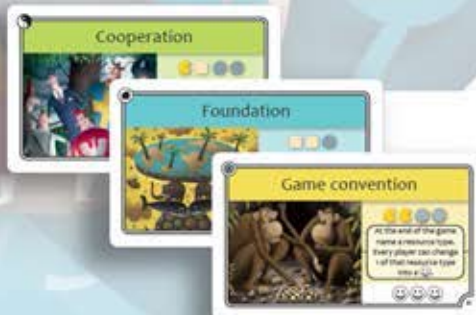 Cooperation
Foundation
Game convention
At the end of the game
name a resource type.
Every player can change
1 of that resource type
into a